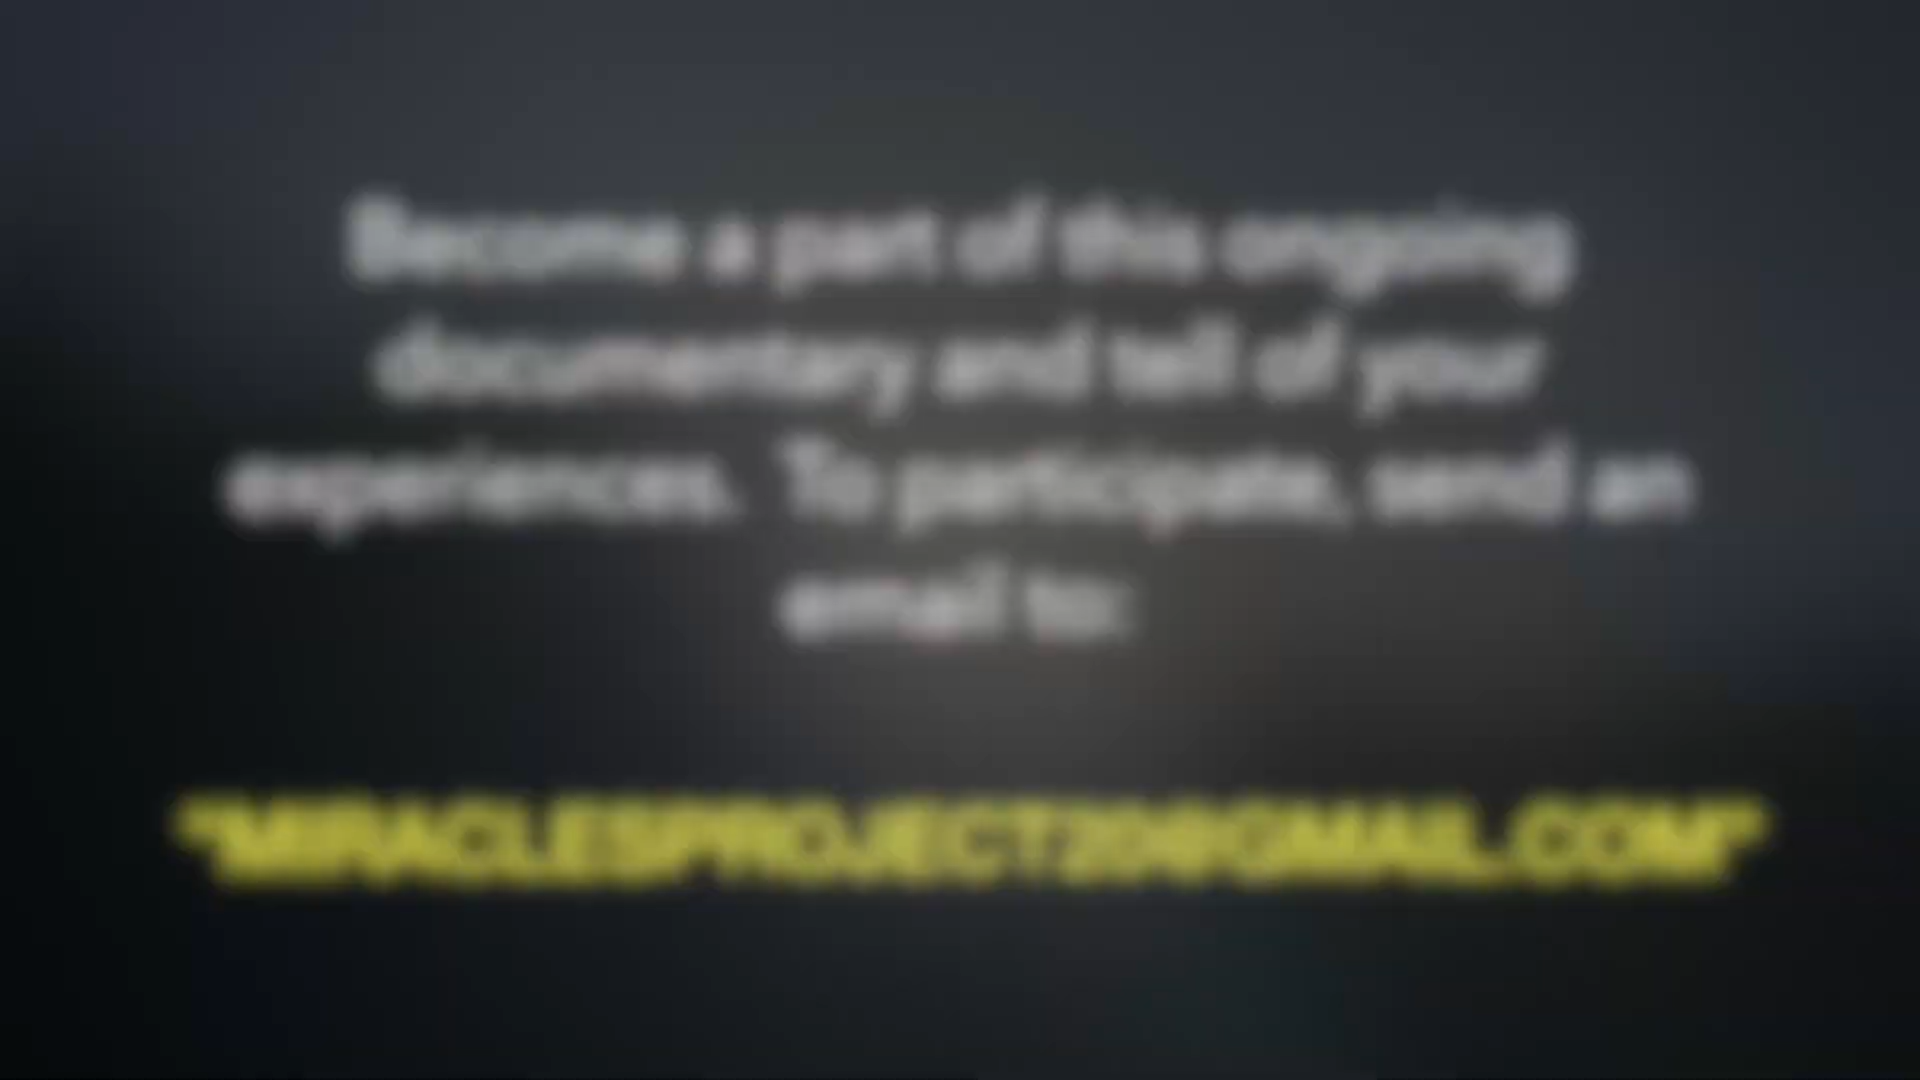 Become a part of this ongoing
documentary and tell of your
experiences. To participate, send an
email to: